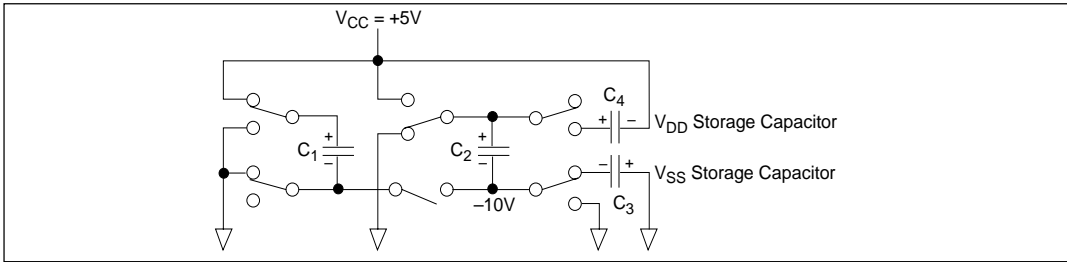 V_CC = +5V
C_4
+ –
V_DD Storage Capacitor
+
C_1
–
+
C_2
–
– +
V_SS Storage Capacitor
C_3
–10V